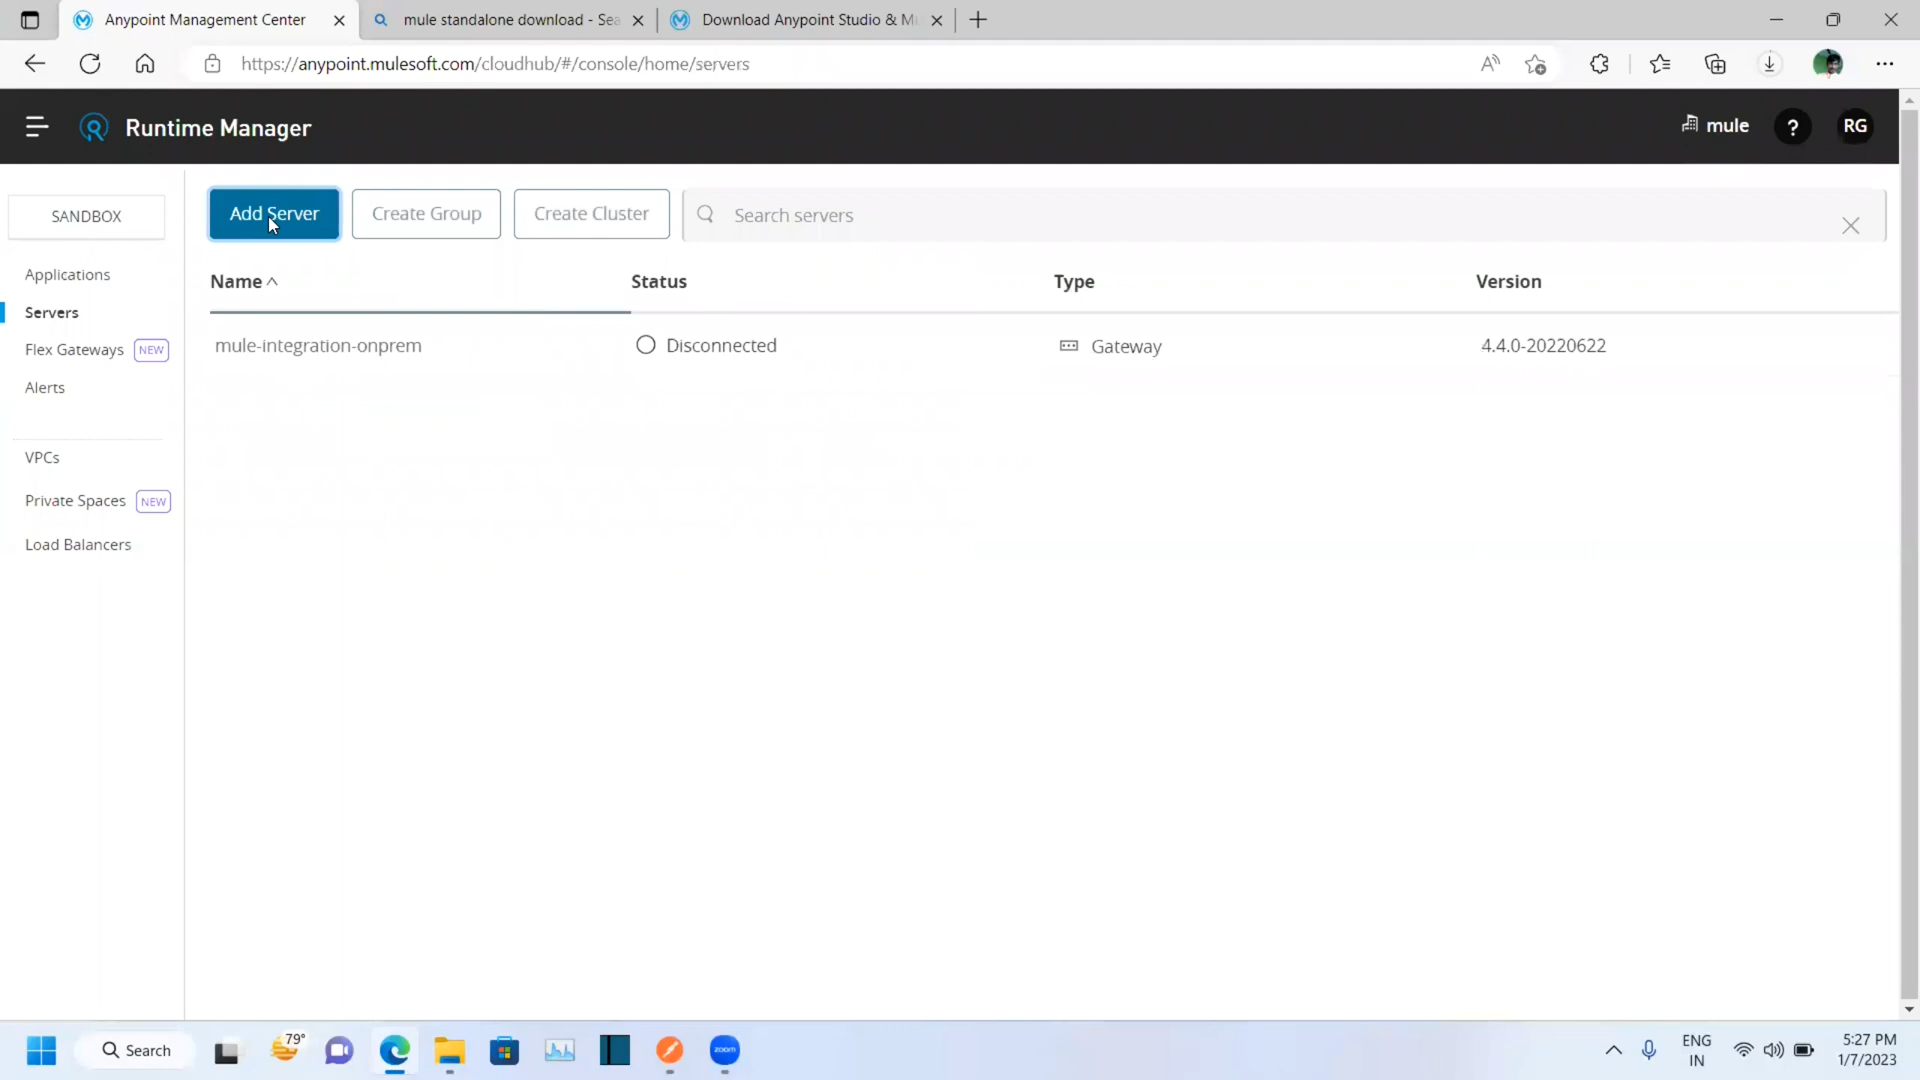 Anypoint Management Center
mule standalone download - Sea
Download Anypoint Studio & M
https://anypoint.mulesoft.com/cloudhub/#/console/home/servers
Runtime Manager
mule
?
RG
SANDBOX
Add Server
Create Group
Create Cluster
Search servers
Applications
Servers
Flex Gateways NEW
Alerts
VPCs
Private Spaces NEW
Load Balancers
Name
Status
Type
Version
mule-integration-onprem
Disconnected
Gateway
4.4.0-20220622
Search
79°
zoom
ENG
IN
5:27 PM
1/7/2023